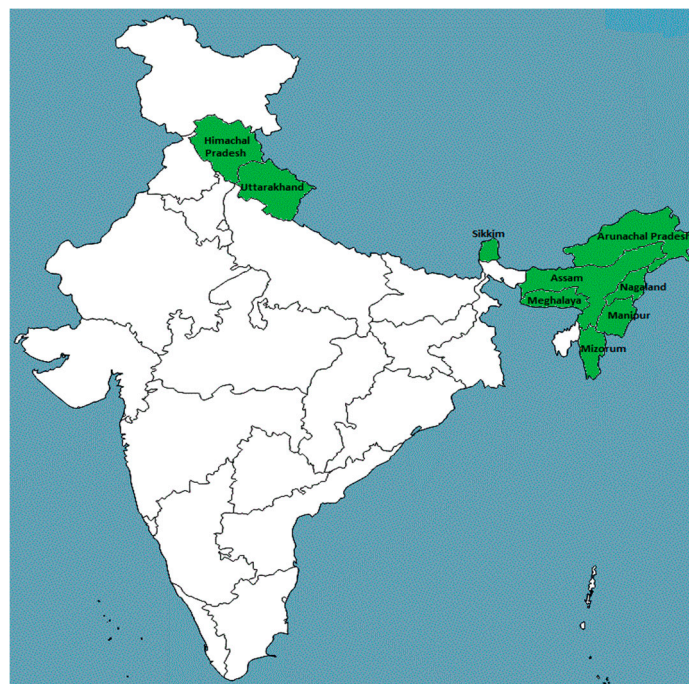 Himachal
Pradesh
Uttarakhand
Sikkim
Arunachal Pradesh
Assam
Nagaland
Meghalaya
Manipur
Mizorum